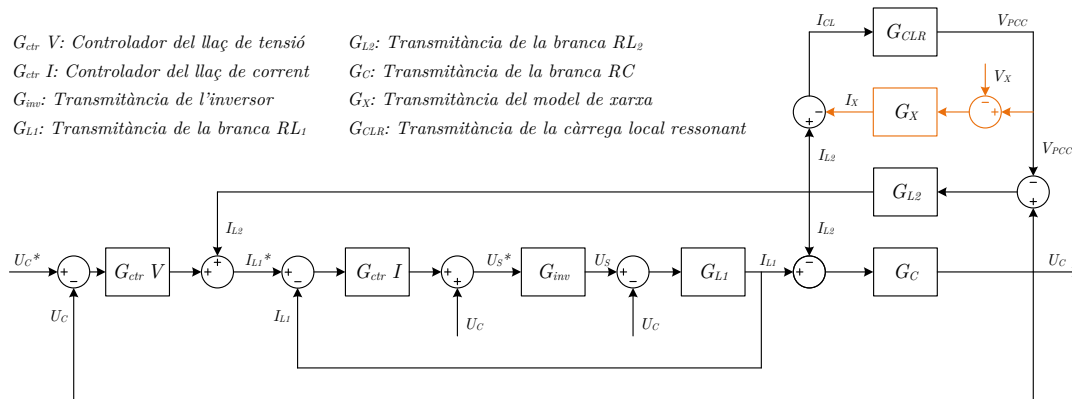 G_ctr V: Controlador del llaç de tensió
G_ctr I: Controlador del llaç de corrent
G_inv: Transmitància de l'inversor
G_L1: Transmitància de la branca RL₁
G_L2: Transmitància de la branca RL₂
G_C: Transmitància de la branca RC
G_X: Transmitància del model de xarxa
G_CLR: Transmitància de la càrrega local ressonant
I_CL
G_CLR
V_PCC
V_X
I_X
G_X
V_PCC
I_L2
G_L2
I_L2
I_L2
U_C*
G_ctr V
I_L1*
G_ctr I
U_S*
G_inv
U_S
G_L1
I_L1
G_C
U_C
U_C
I_L1
U_C
U_C